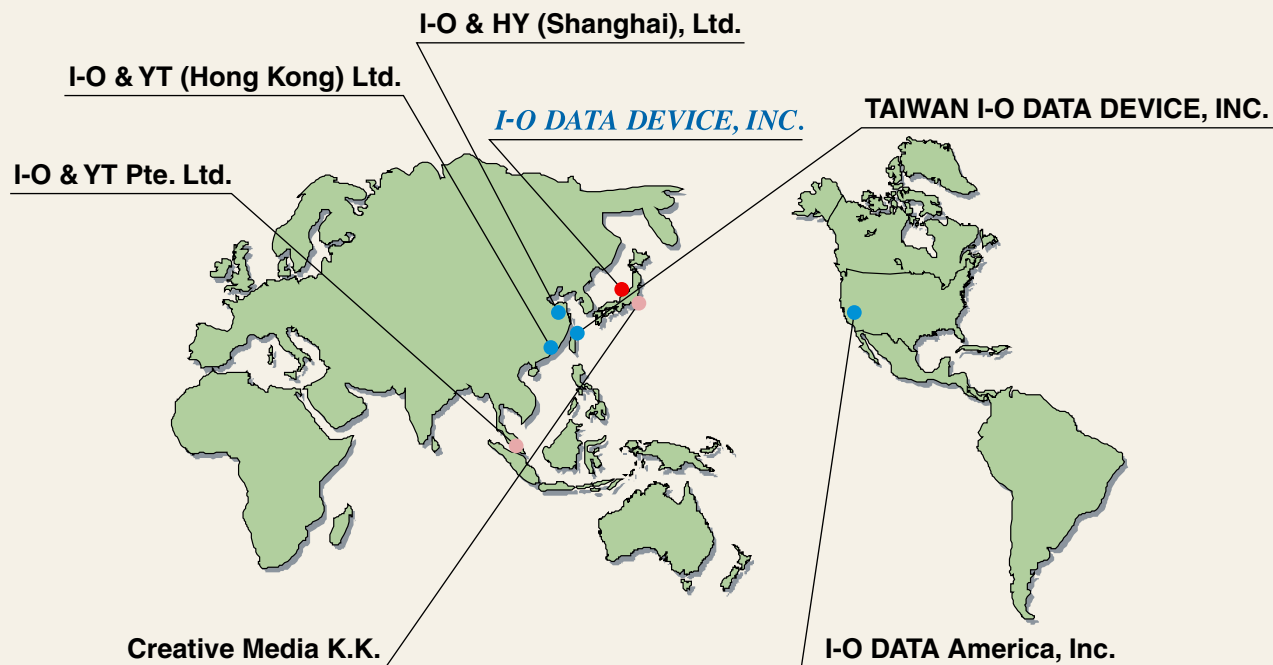 I-O & HY (Shanghai), Ltd.
I-O & YT (Hong Kong) Ltd.
I-O DATA DEVICE, INC.
TAIWAN I-O DATA DEVICE, INC.
I-O & YT Pte. Ltd.
Creative Media K.K.
I-O DATA America, Inc.